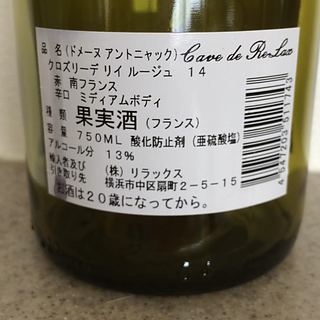 品 名(ドメーヌ アントニャック) Cave de Re-Lax
クロズリーデ リイ ルージュ 14
赤 南フランス
辛口 ミディアムボディ
種 類 果実酒(フランス)
容 量 750ML 酸化防止剤(亜硫酸塩)
アルコール分 13%
輸入者及び 引き取り先 (株)リラックス
横浜市中区扇町2-5-15
お酒は20歳になってから。
4 547203 511743